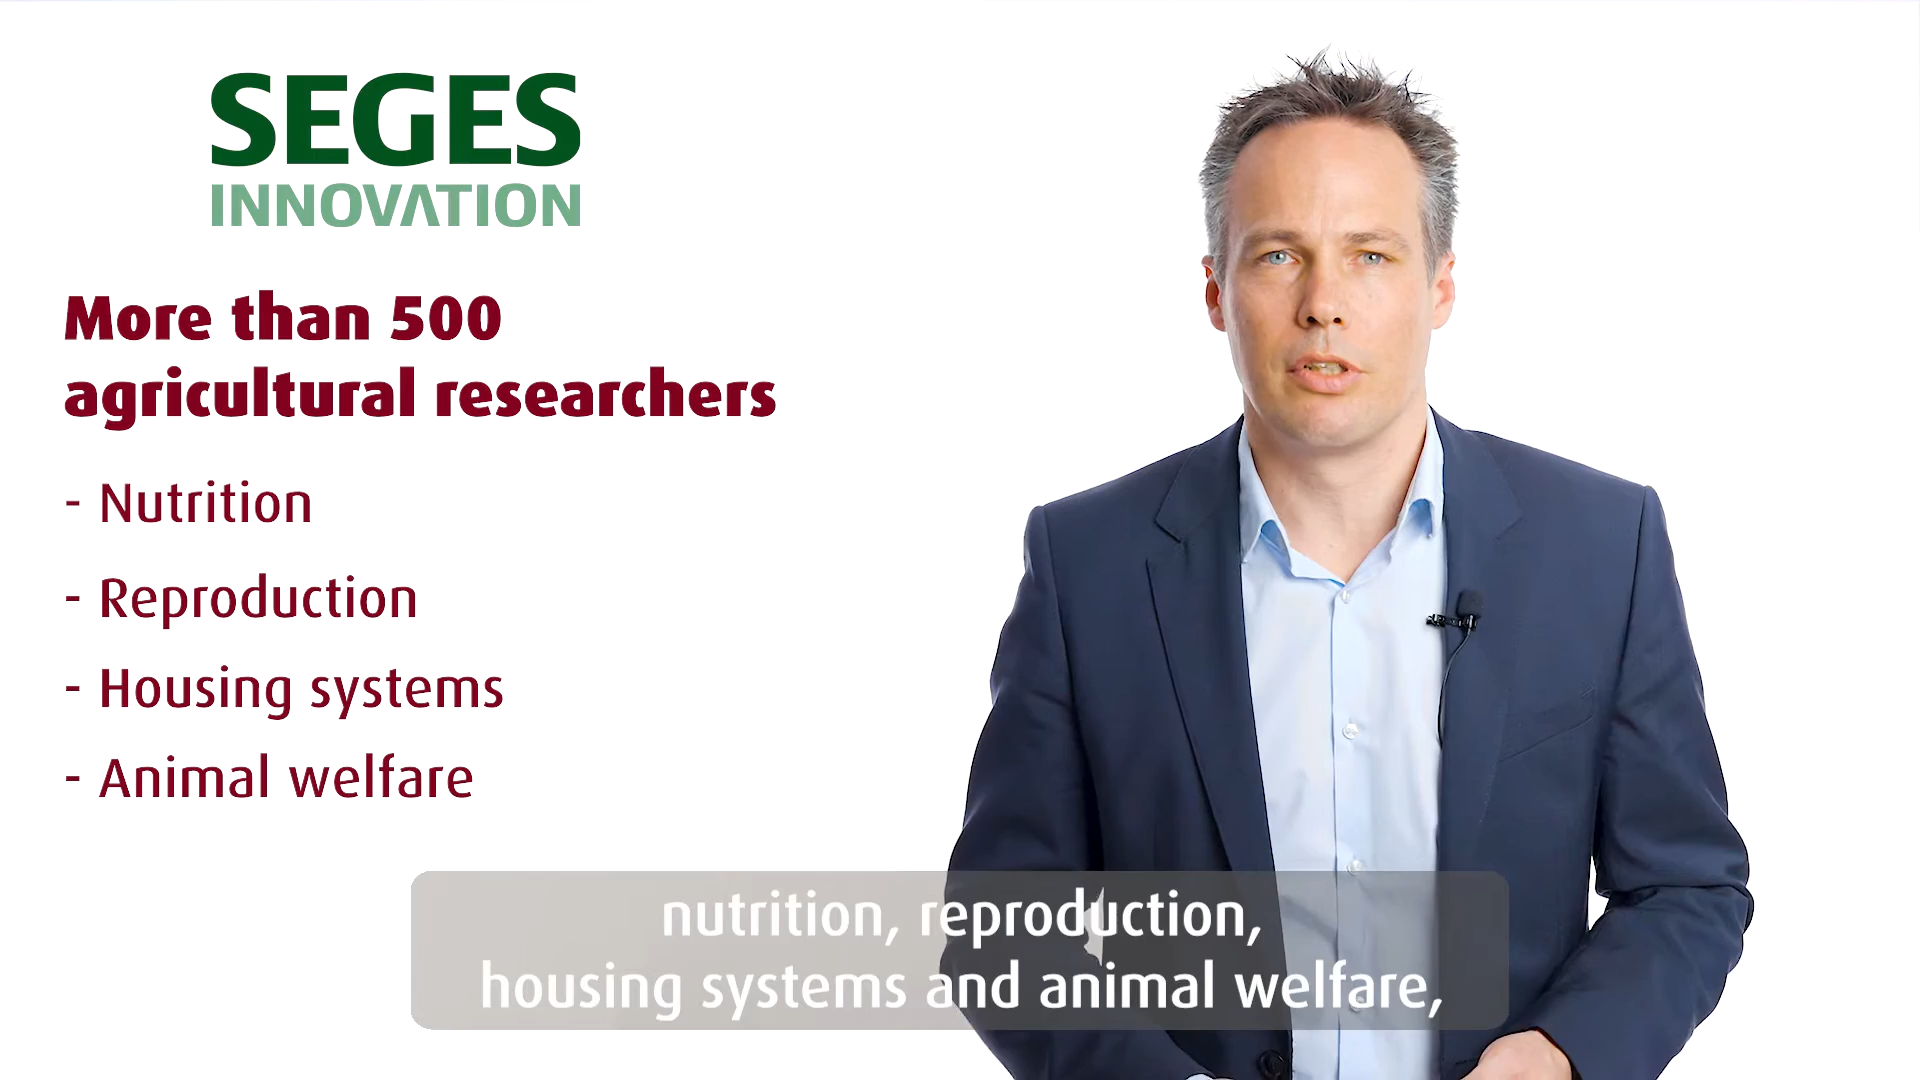 SEGES
INNOVATION
More than 500
agricultural researchers
- Nutrition
- Reproduction
- Housing systems
- Animal welfare
nutrition, reproduction,
housing systems and animal welfare,